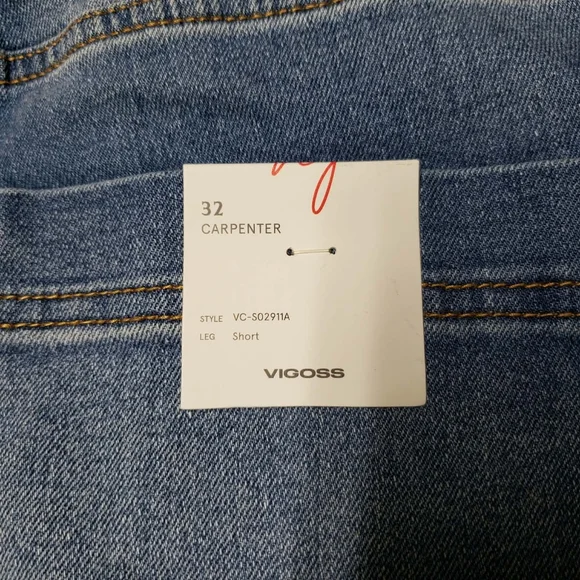 32
CARPENTER
STYLE VC-S02911A
LEG Short
VIGOSS